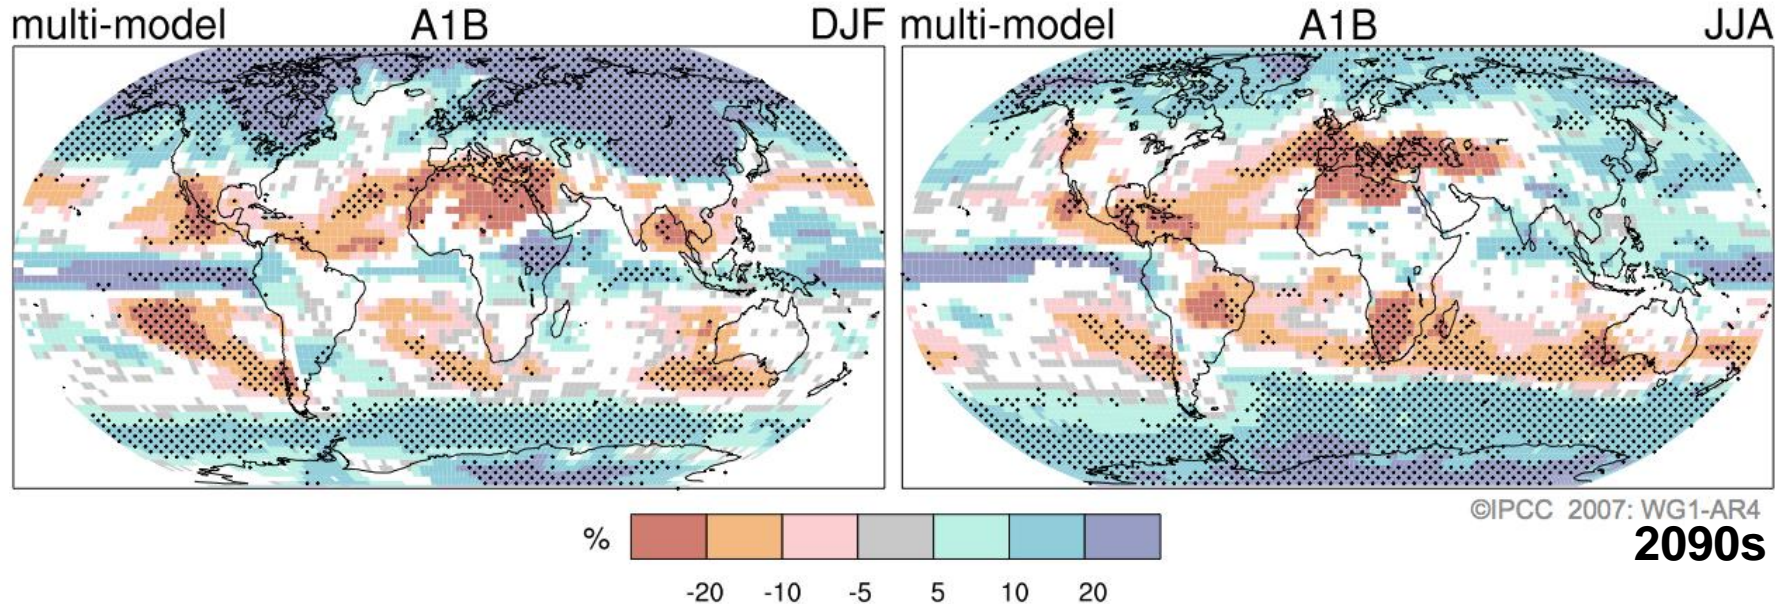 multi-model A1B DJF
multi-model A1B JJA
©IPCC 2007: WG1-AR4
2090s
%
-20 -10 -5 5 10 20